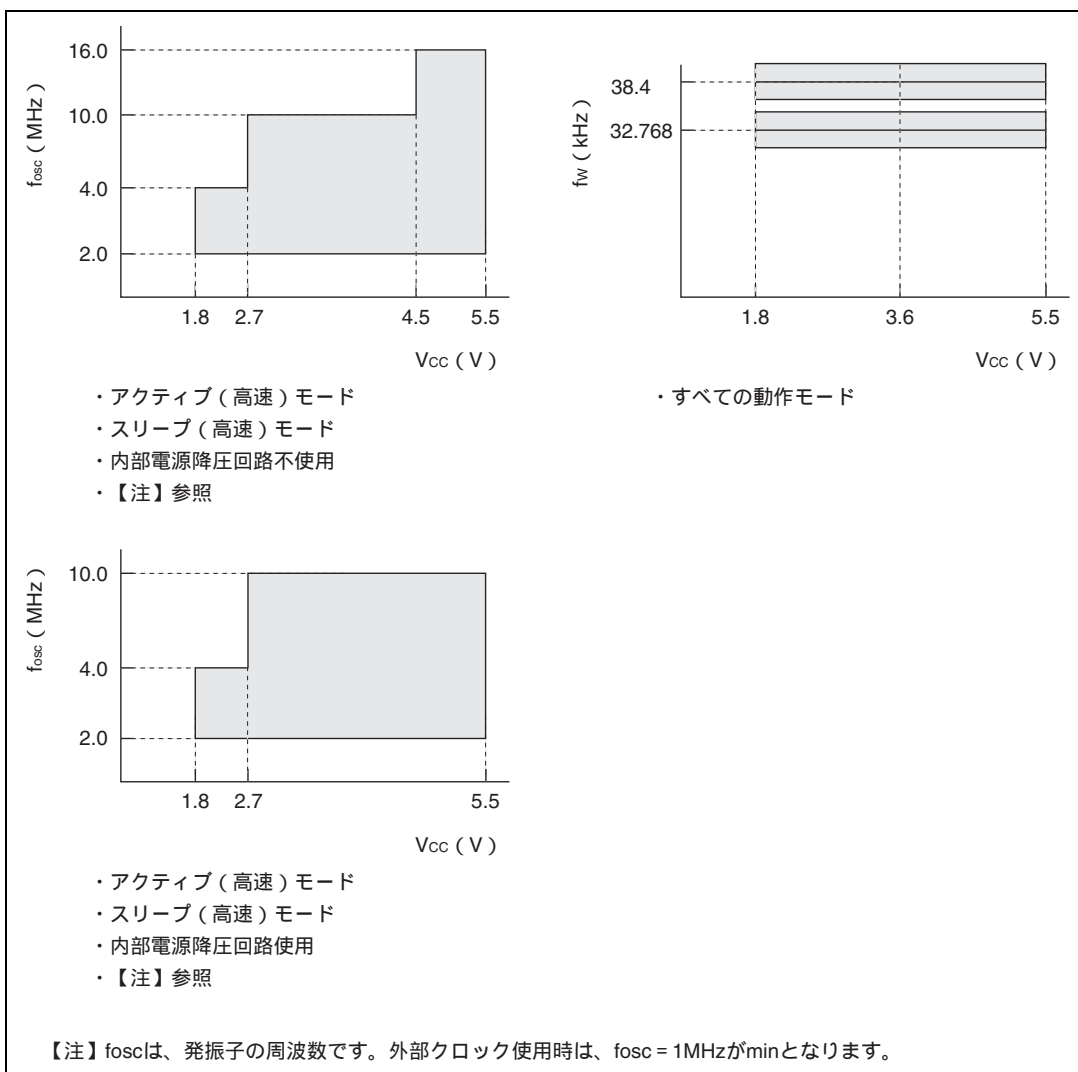 fosc ( MHz )
16.0
10.0
4.0
2.0
1.8 2.7 4.5 5.5
Vcc ( V )
・アクティブ ( 高速 ) モード
・スリープ ( 高速 ) モード
・内部電源降圧回路不使用
・【注】参照
fW ( kHz )
38.4
32.768
1.8 3.6 5.5
Vcc ( V )
・すべての動作モード
fosc ( MHz )
10.0
4.0
2.0
1.8 2.7 5.5
Vcc ( V )
・アクティブ ( 高速 ) モード
・スリープ ( 高速 ) モード
・内部電源降圧回路使用
・【注】参照
【注】foscは、発振子の周波数です。外部クロック使用時は、fosc = 1MHzがminとなります。